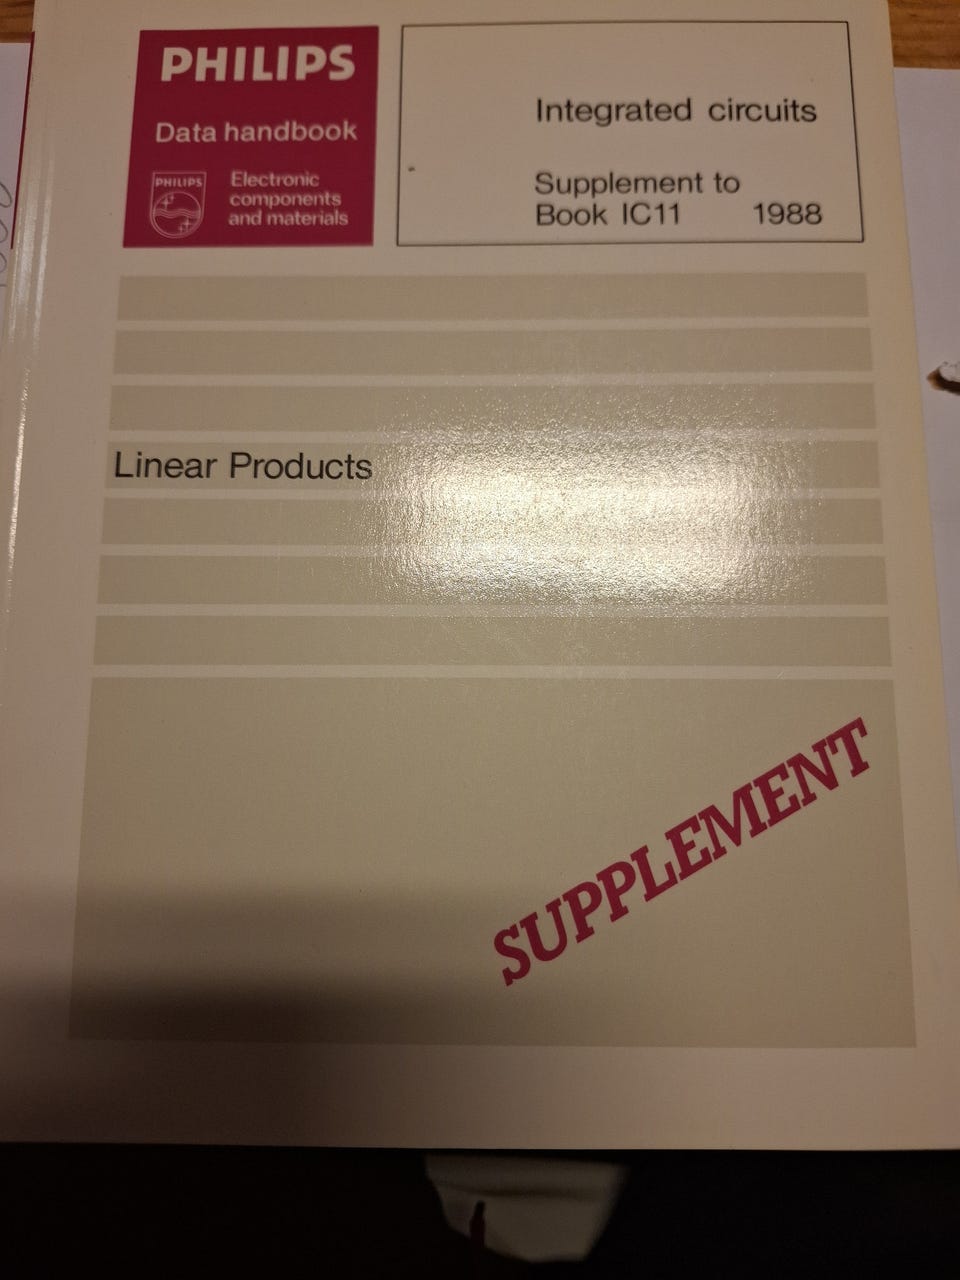 PHILIPS
Data handbook
PHILIPS
Electronic
components
and materials
Integrated circuits
Supplement to
Book IC11 1988
Linear Products
SUPPLEMENT